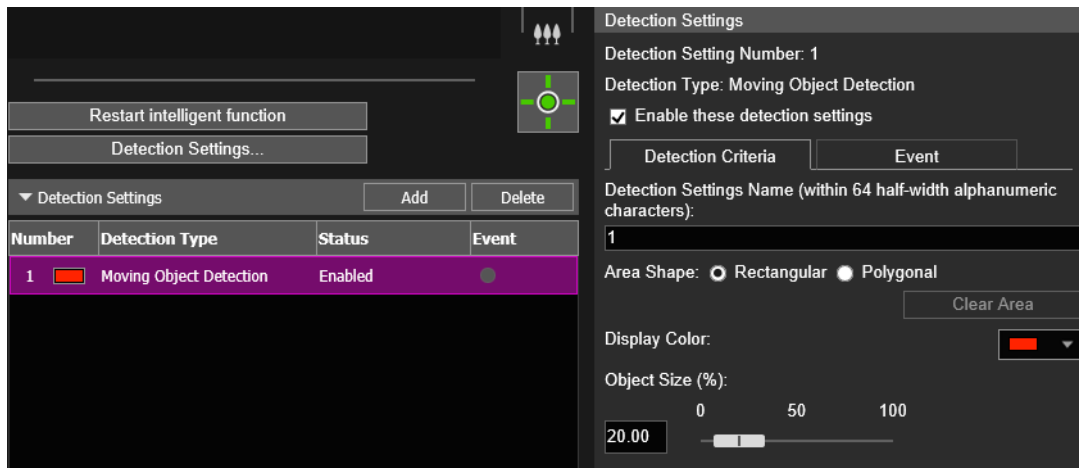 Restart intelligent function
Detection Settings...
Detection Settings
Add
Delete
Number
Detection Type
Status
Event
1
Moving Object Detection
Enabled
Detection Settings
Detection Setting Number: 1
Detection Type: Moving Object Detection
Enable these detection settings
Detection Criteria
Event
Detection Settings Name (within 64 half-width alphanumeric
characters):
1
Area Shape:
Rectangular
Polygonal
Clear Area
Display Color:
Object Size (%):
0
50
100
20.00